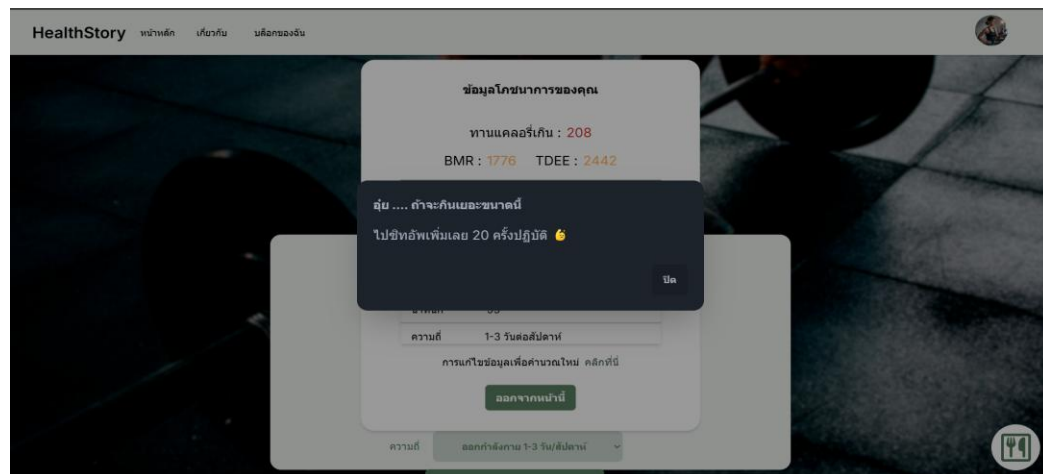 HealthStory หน้าหลัก เกี่ยวกับ บล็อกของฉัน
ข้อมูลโภชนาการของคุณ
ทานแคลอรี่เกิน : 208
BMR : 1776 TDEE : 2442
อุ่ย .... ถ้าจะกินเยอะขนาดนี้
ไปซิทอัพเพิ่มเลย 20 ครั้งปฏิบัติ 💪
ปิด
ความถี่ 1-3 วันต่อสัปดาห์
การแก้ไขข้อมูลเพื่อคำนวณใหม่ คลิกที่นี่
ออกจากหน้านี้
ความถี่ ออกกำลังกาย 1-3 วัน/สัปดาห์